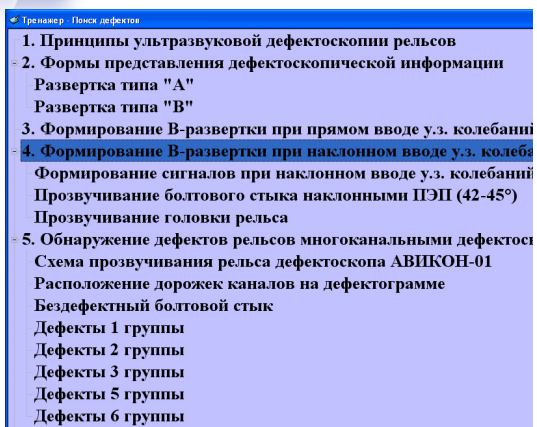 Тренажер - Поиск дефектов
1. Принципы ультразвуковой дефектоскопии рельсов
2. Формы представления дефектоскопической информации
Развертка типа "А"
Развертка типа "В"
3. Формирование В-развертки при прямом вводе у.з. колебаний
4. Формирование В-развертки при наклонном вводе у.з. колеба
Формирование сигналов при наклонном вводе у.з. колебаний
Прозвучивание болтового стыка наклонными ПЭП (42-45°)
Прозвучивание головки рельса
5. Обнаружение дефектов рельсов многоканальными дефектос
Схема прозвучивания рельса дефектоскопа АВИКОН-01
Расположение дорожек каналов на дефектограмме
Бездефектный болтовой стык
Дефекты 1 группы
Дефекты 2 группы
Дефекты 3 группы
Дефекты 5 группы
Дефекты 6 группы